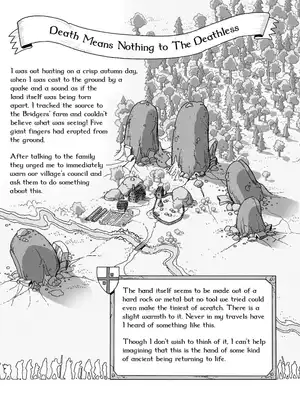 Death Means Nothing to The Deathless
I was out hunting on a crisp autumn day,
when I was cast to the ground by a
quake and a sound as if the
land itself was being torn
apart. I tracked the source to
the Bridgers' farm and couldn't
believe what was seeing! Five
giant fingers had erupted from
the ground.
After talking to the family
they urged me to immediately
warn our village's council and
ask them to do something
about this.
The hand itself seems to be made out of a
hard rock or metal but no tool we tried could
even make the tiniest of scratch. There is a
slight warmth to it. Never in my travels have
I heard of something like this.
Though I don't wish to think of it, I can't help
imagining that this is the hand of some kind
of ancient being returning to life.